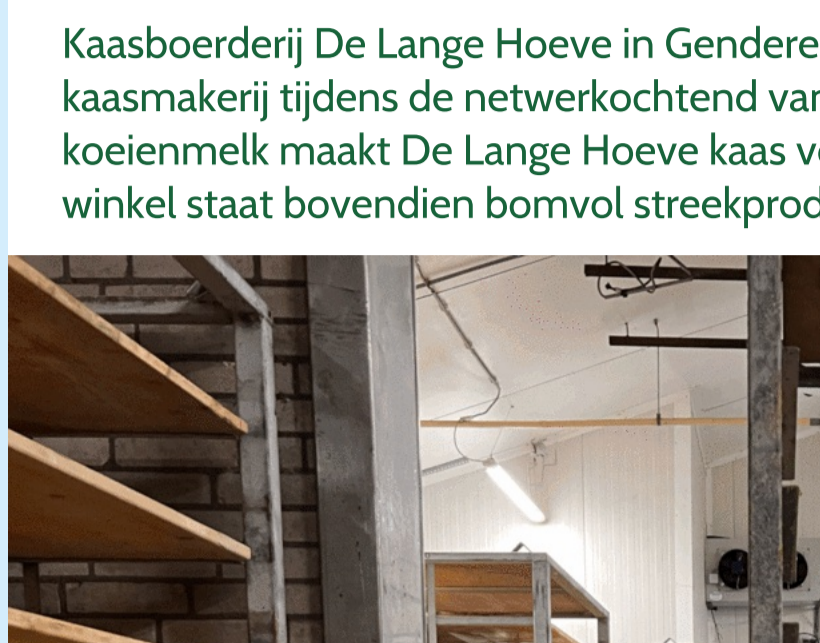 Kaasboerderij De Lange Hoeve in Gendere
kaasmakerij tijdens de netwerkochtend van
koeienmelk maakt De Lange Hoeve kaas v
winkel staat bovendien bomvol streekprod